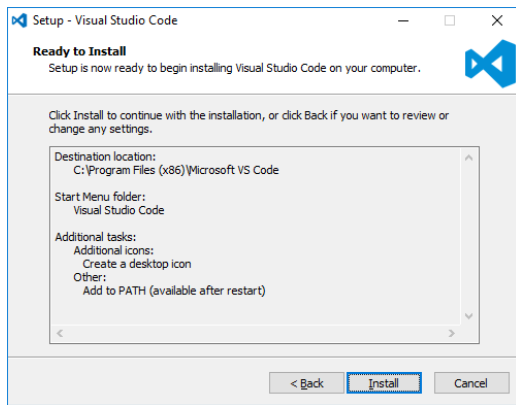 Setup - Visual Studio Code
Ready to Install
Setup is now ready to begin installing Visual Studio Code on your computer.
Click Install to continue with the installation, or click Back if you want to review or
change any settings.
Destination location:
C:\Program Files (x86)\Microsoft VS Code
Start Menu folder:
Visual Studio Code
Additional tasks:
Additional icons:
Create a desktop icon
Other:
Add to PATH (available after restart)
< Back
Install
Cancel